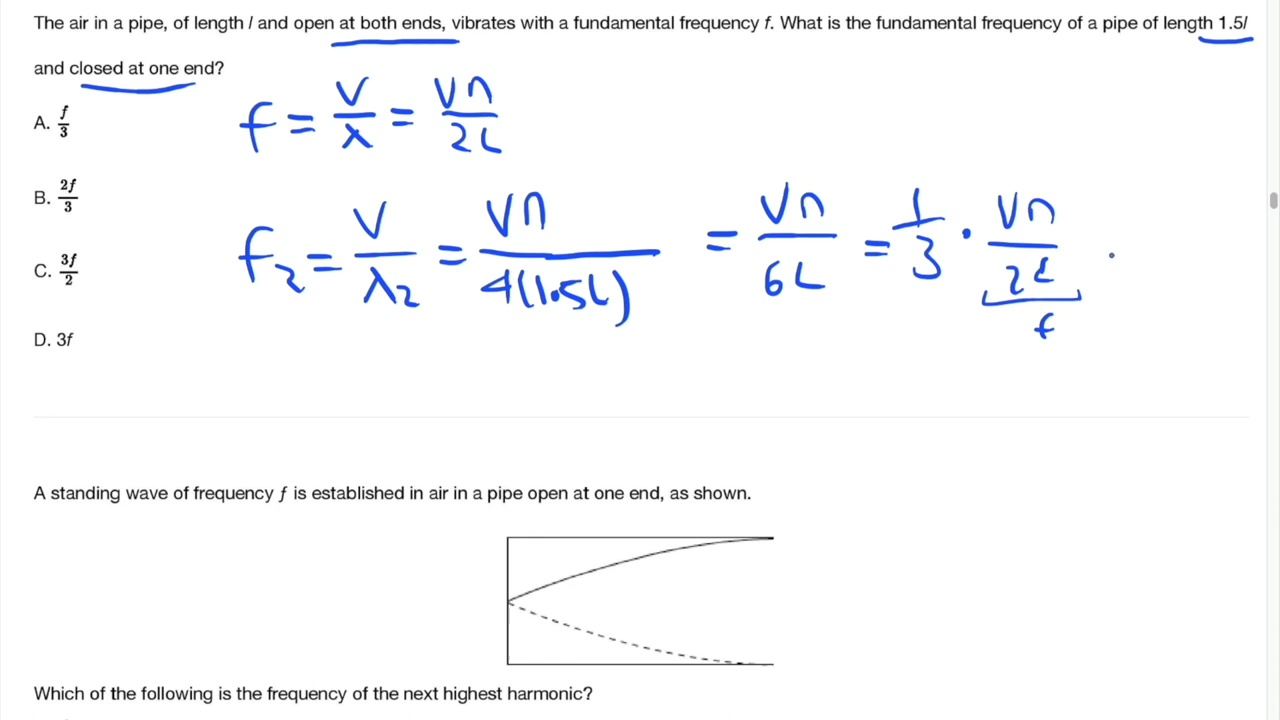 The air in a pipe, of length l and open at both ends, vibrates with a fundamental frequency f. What is the fundamental frequency of a pipe of length 1.5l
and closed at one end?
f = V/λ = Vn/2L
A. f/3
B. 2f/3
f₂ = V/λ₂ = Vn/4(1.5L) = Vn/6L = 1/3 · Vn/2L
f
C. 3f/2
D. 3f
A standing wave of frequency f is established in air in a pipe open at one end, as shown.
Which of the following is the frequency of the next highest harmonic?